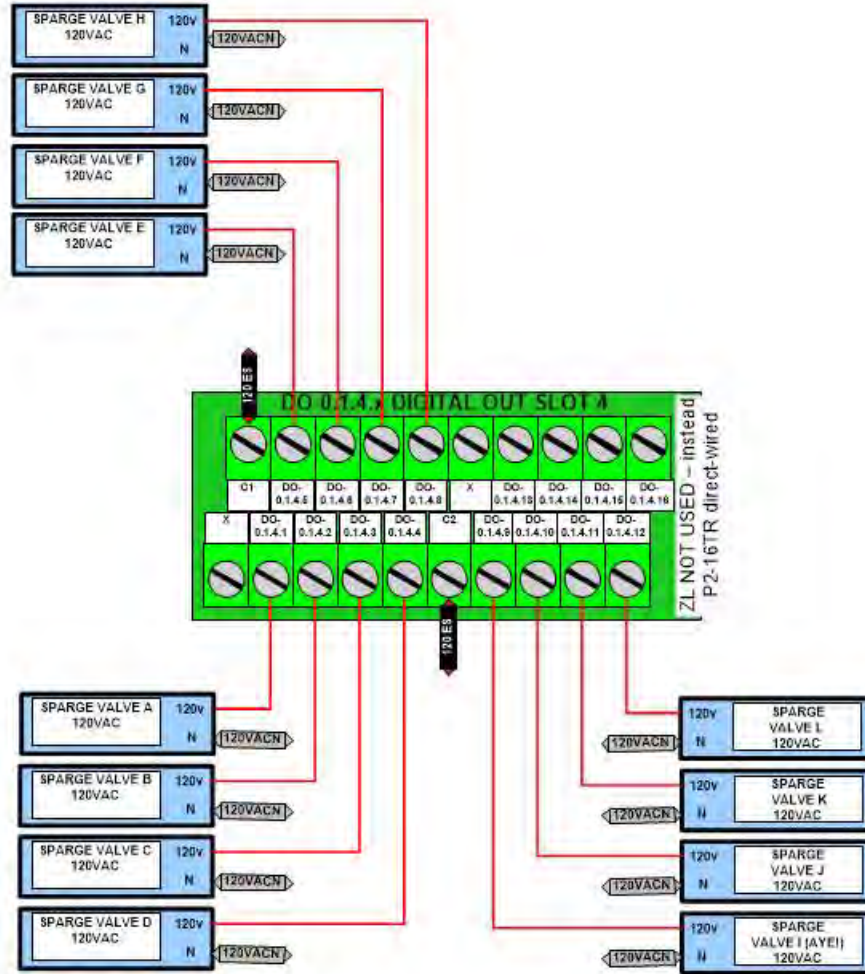 SPARGE VALVE H
120VAC
120v
N
120VACN
SPARGE VALVE G
120VAC
120v
N
120VACN
SPARGE VALVE F
120VAC
120v
N
120VACN
SPARGE VALVE E
120VAC
120v
N
120VACN
120 ES
DO 0.1.4.x DIGITAL OUT SLOT 4
C1
DO-
0.1.4.5
DO-
0.1.4.6
DO-
0.1.4.7
DO-
0.1.4.8
X
DO-
0.1.4.13
DO-
0.1.4.14
DO-
0.1.4.15
DO-
0.1.4.16
X
DO-
0.1.4.1
DO-
0.1.4.2
DO-
0.1.4.3
DO-
0.1.4.4
C2
DO-
0.1.4.9
DO-
0.1.4.10
DO-
0.1.4.11
DO-
0.1.4.12
ZL NOT USED – instead
P2-16TR direct-wired
120 ES
SPARGE VALVE A
120VAC
120v
N
120VACN
SPARGE VALVE B
120VAC
120v
N
120VACN
SPARGE VALVE C
120VAC
120v
N
120VACN
SPARGE VALVE D
120VAC
120v
N
120VACN
120VACN
120v
N
SPARGE
VALVE L
120VAC
120VACN
120v
N
SPARGE
VALVE K
120VAC
120VACN
120v
N
SPARGE
VALVE J
120VAC
120VACN
120v
N
SPARGE
VALVE I (AYE!)
120VAC